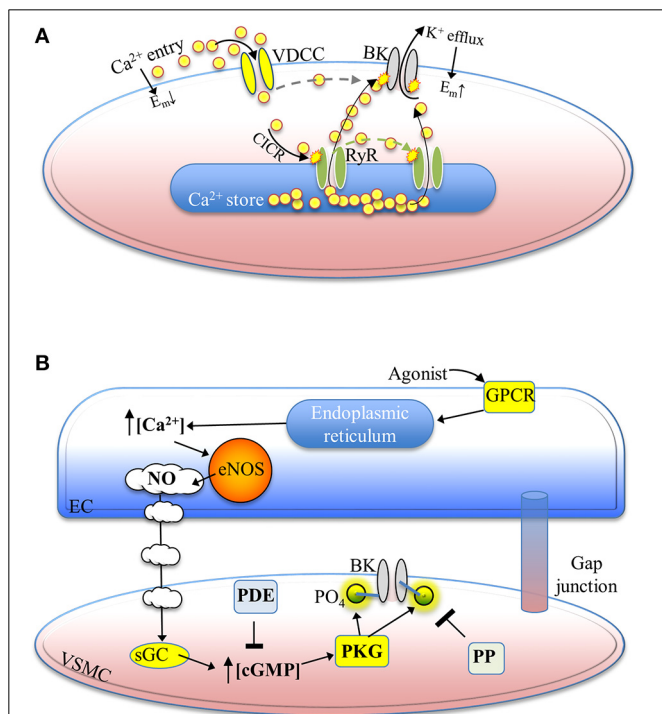 A
Ca²⁺ entry
VDCC
BK
K⁺ efflux
Eₘ↓
Eₘ↑
CICR
RyR
Ca²⁺ store
B
Agonist
GPCR
Endoplasmic
reticulum
↑[Ca²⁺]
eNOS
NO
EC
Gap
junction
BK
PDE
PO₄
sGC
↑[cGMP]
PKG
PP
VSMC